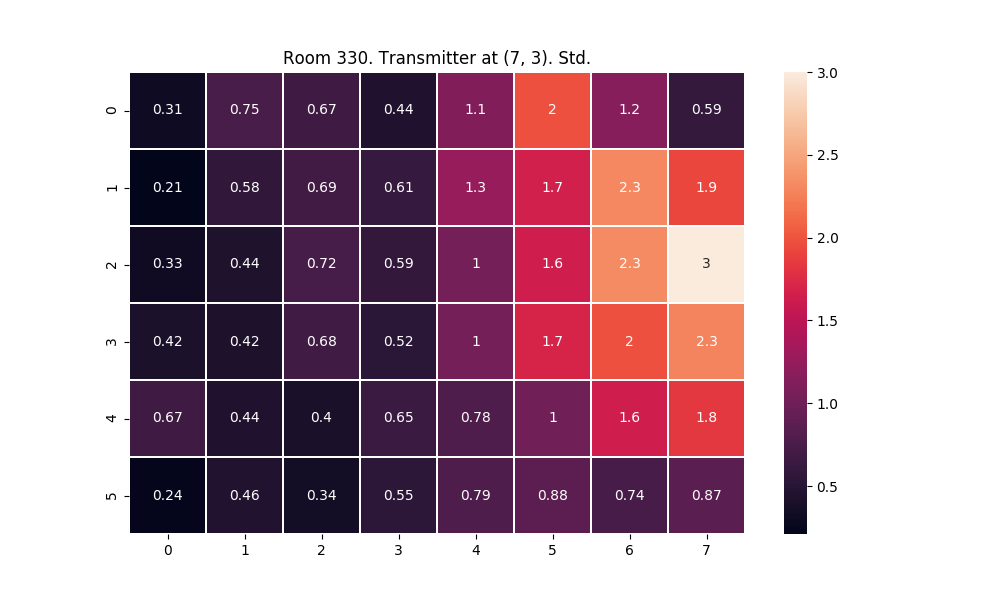 Room 330. Transmitter at (7, 3). Std.
0 0.31 0.75 0.67 0.44 1.1 2 1.2 0.59
1 0.21 0.58 0.69 0.61 1.3 1.7 2.3 1.9
2 0.33 0.44 0.72 0.59 1 1.6 2.3 3
3 0.42 0.42 0.68 0.52 1 1.7 2 2.3
4 0.67 0.44 0.4 0.65 0.78 1 1.6 1.8
5 0.24 0.46 0.34 0.55 0.79 0.88 0.74 0.87
0 1 2 3 4 5 6 7
3.0
2.5
2.0
1.5
1.0
0.5